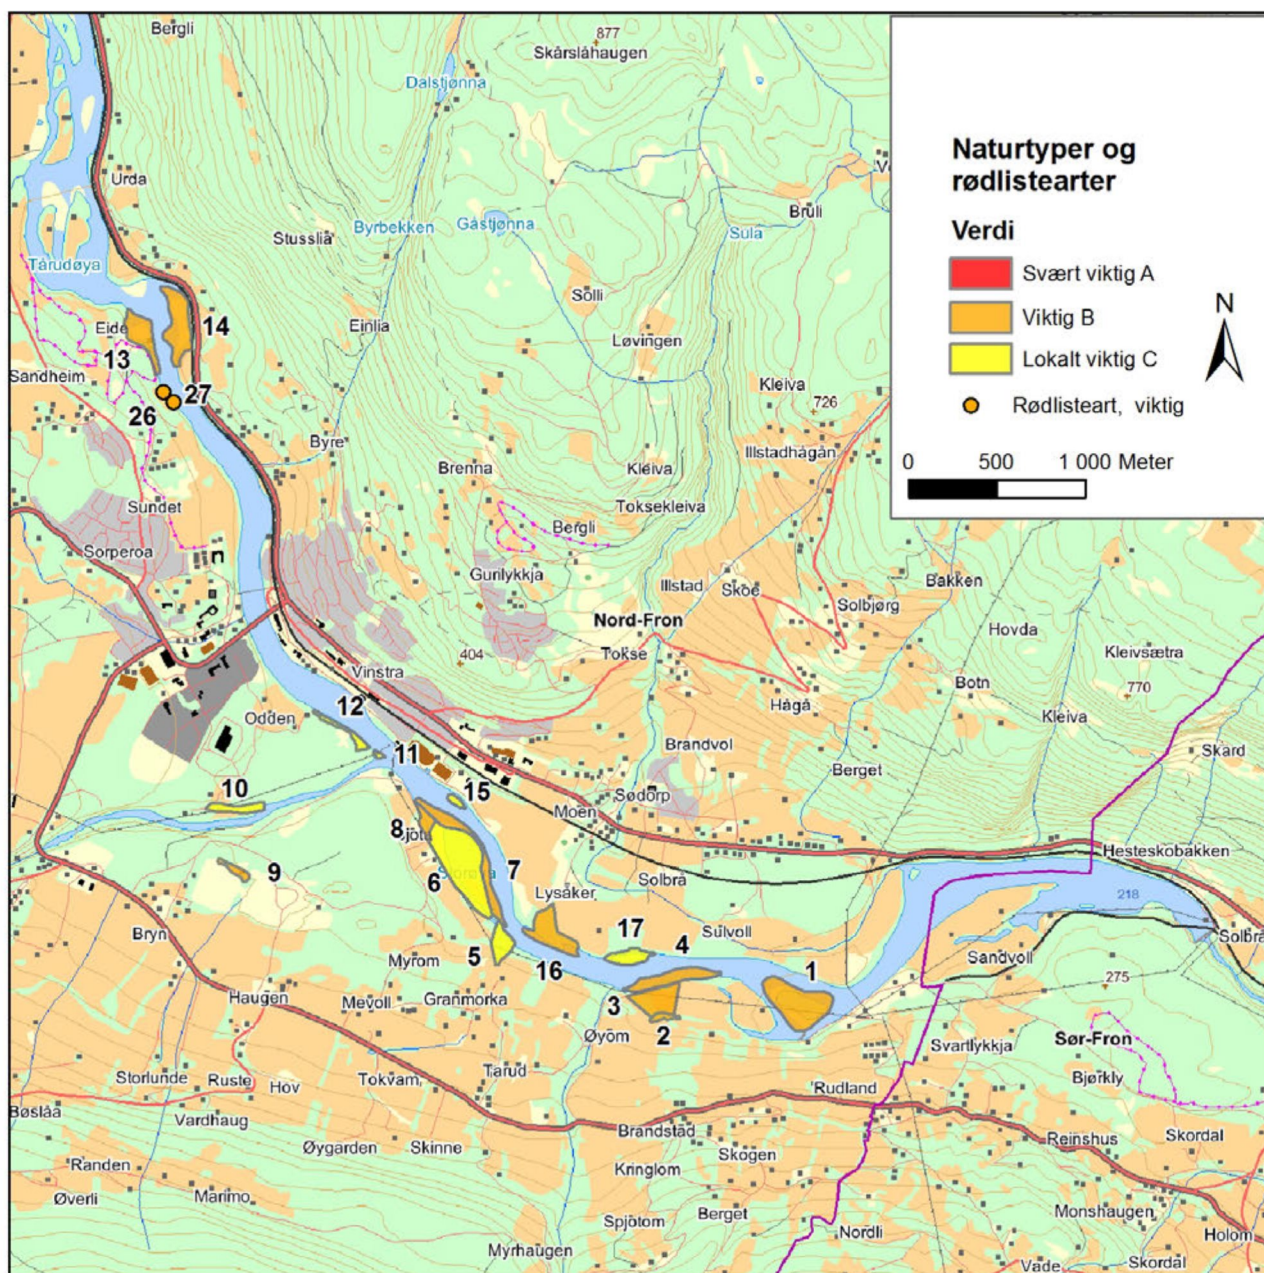 Bergli
877
Skårslåhaugen
Dalstjønna
Naturtyper og
rødlistearter
Verdi
Svært viktig A
Viktig B
Lokalt viktig C
Rødlisteart, viktig
N
0 500 1 000 Meter
Urda
Stusslia
Byrbekken
Gåstjønna
Bruli
Sula
Tårudøya
Solli
Eide
14
Einlia
Løvingen
13
Sandheim
27
26
Kleiva
726
Byre
Brenna
Kleiva
Illstadhågån
Toksekleiva
Sundet
Bergli
Sorperoa
Gunlykkja
Illstad
Skoe
Bakken
Solbjørg
Nord-Fron
Hovda
404
Tokse
Kleivsætra
Vinstra
Botn
770
Hågå
Kleiva
12
Odden
Brandvol
Skard
11
Berget
10
15
Sødorp
Moen
8
Hesteskobakken
9
6
7
Solbrå
Lysaker
218
17
Sulvoll
Solbrå
Bryn
5
4
Myrom
16
Sandvoll
1
275
Haugen
Mevoll
Granmorka
3
2
Øyom
Svartlykkja
Sør-Fron
Storlunde
Ruste
Hov
Tokvam
Tarud
Rudland
Bjørkly
Bøslåa
Vardhaug
Øygarden
Skinne
Brandstad
Reinshus
Skordal
Skogen
Randen
Kringlom
Øverli
Marimo
Spjøtom
Berget
Monshaugen
Nordli
Holom
Myrhaugen
Vade
Skordal